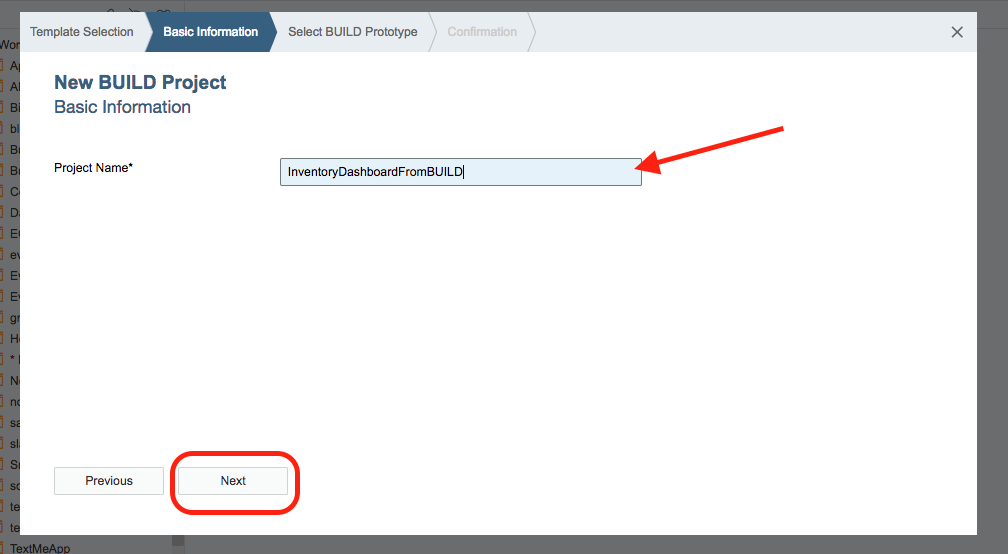 Template Selection
Basic Information
Select BUILD Prototype
Confirmation
New BUILD Project
Basic Information
Project Name*
InventoryDashboardFromBUILD
Previous
Next
TextMeApp